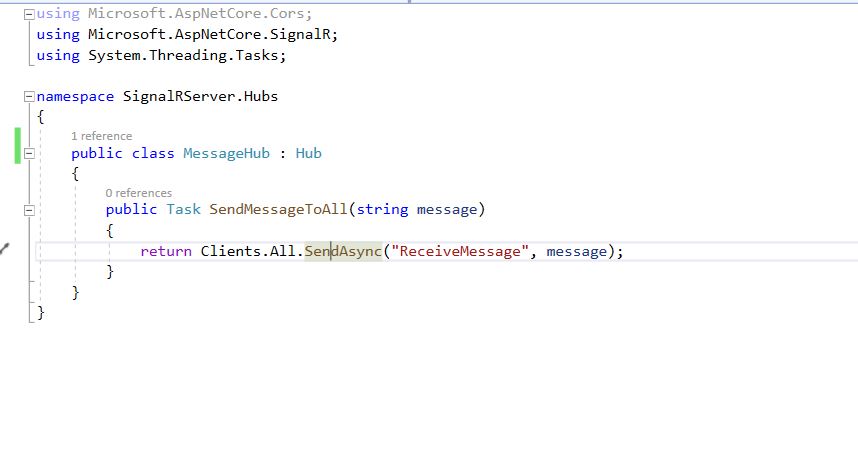 using Microsoft.AspNetCore.Cors;
using Microsoft.AspNetCore.SignalR;
using System.Threading.Tasks;
namespace SignalRServer.Hubs
{
1 reference
public class MessageHub : Hub
{
0 references
public Task SendMessageToAll(string message)
{
return Clients.All.SendAsync("ReceiveMessage", message);
}
}
}